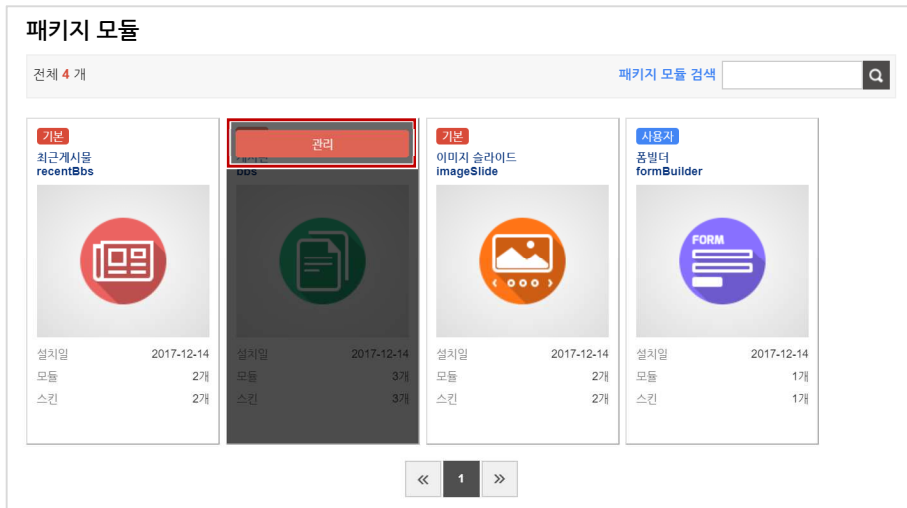 패키지 모듈
전체 4 개
패키지 모듈 검색
기본
최근게시물
recentBbs
FORM
설치일 2017-12-14
모듈 2개
스킨 2개
관리
bbs
설치일 2017-12-14
모듈 3개
스킨 3개
기본
이미지 슬라이드
imageSlide
설치일 2017-12-14
모듈 2개
스킨 2개
사용자
폼빌더
formBuilder
설치일 2017-12-14
모듈 1개
스킨 1개
« 1 »